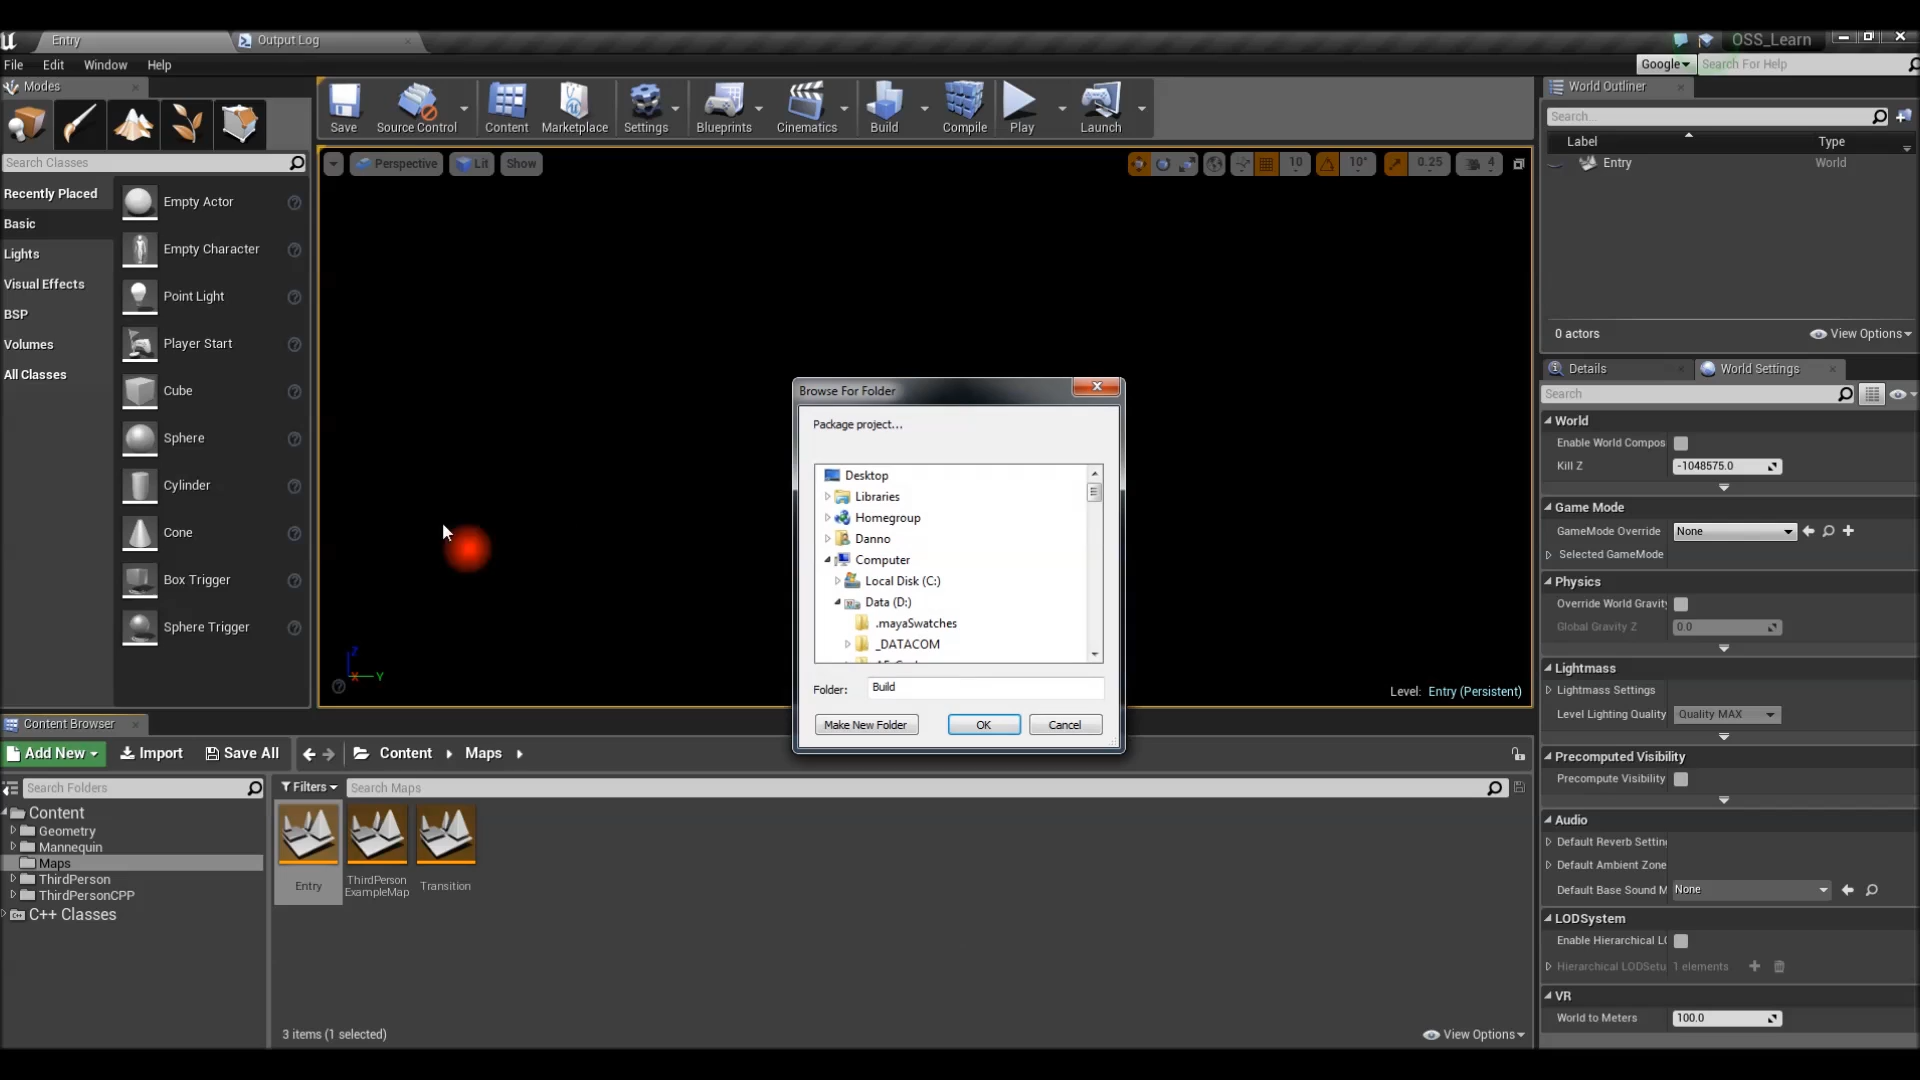 Entry
Output Log
OSS_Learn
File Edit Window Help
Google
Search For Help
Modes
Save
Source Control
Content
Marketplace
Settings
Blueprints
Cinematics
Build
Compile
Play
Launch
World Outliner
Search...
Label
Type
Entry
World
0 actors
View Options
Search Classes
Recently Placed
Basic
Lights
Visual Effects
BSP
Volumes
All Classes
Empty Actor
Empty Character
Point Light
Player Start
Cube
Sphere
Cylinder
Cone
Box Trigger
Sphere Trigger
Perspective
Lit
Show
10
10°
0.25
4
Z
X
Y
Level: Entry (Persistent)
Browse For Folder
Package project...
Desktop
Libraries
Homegroup
Danno
Computer
Local Disk (C:)
Data (D:)
.mayaSwatches
_DATACOM
Folder: Build
Make New Folder
OK
Cancel
Details
World Settings
Search
World
Enable World Compos
Kill Z -1048575.0
Game Mode
GameMode Override None
Selected GameMode
Physics
Override World Gravity
Global Gravity Z 0.0
Lightmass
Lightmass Settings
Level Lighting Quality Quality MAX
Precomputed Visibility
Precompute Visibility
Audio
Default Reverb Settin
Default Ambient Zone
Default Base Sound M None
LODSystem
Enable Hierarchical LO
Hierarchical LODSetu 1 elements
VR
World to Meters 100.0
Content Browser
Add New
Import
Save All
Content
Maps
Search Folders
Filters
Search Maps
Content
Geometry
Mannequin
Maps
ThirdPerson
ThirdPersonCPP
C++ Classes
Entry
ThirdPerson
ExampleMap
Transition
3 items (1 selected)
View Options